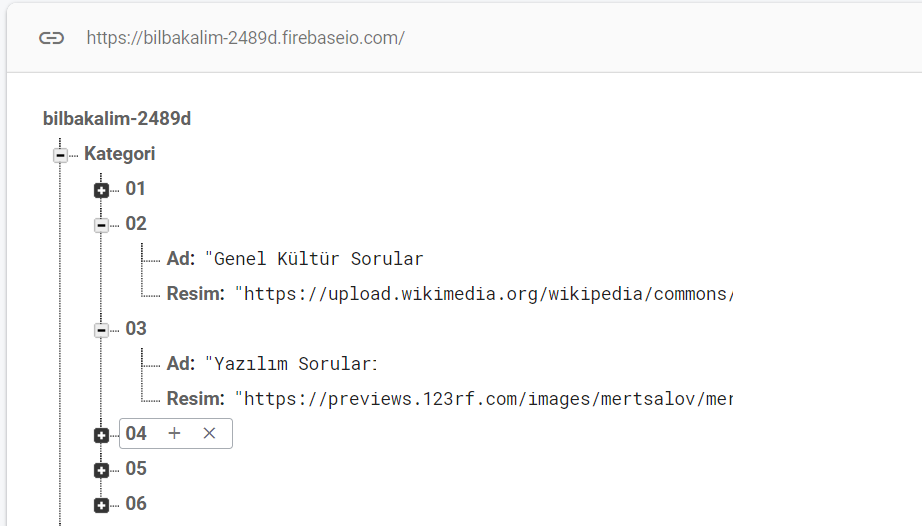 https://bilbakalim-2489d.firebaseio.com/
bilbakalim-2489d
Kategori
01
02
Ad: "Genel Kültür Sorular
Resim: "https://upload.wikimedia.org/wikipedia/commons/
03
Ad: "Yazılım Sorular
Resim: "https://previews.123rf.com/images/mertsalov/mer
04 + ×
05
06